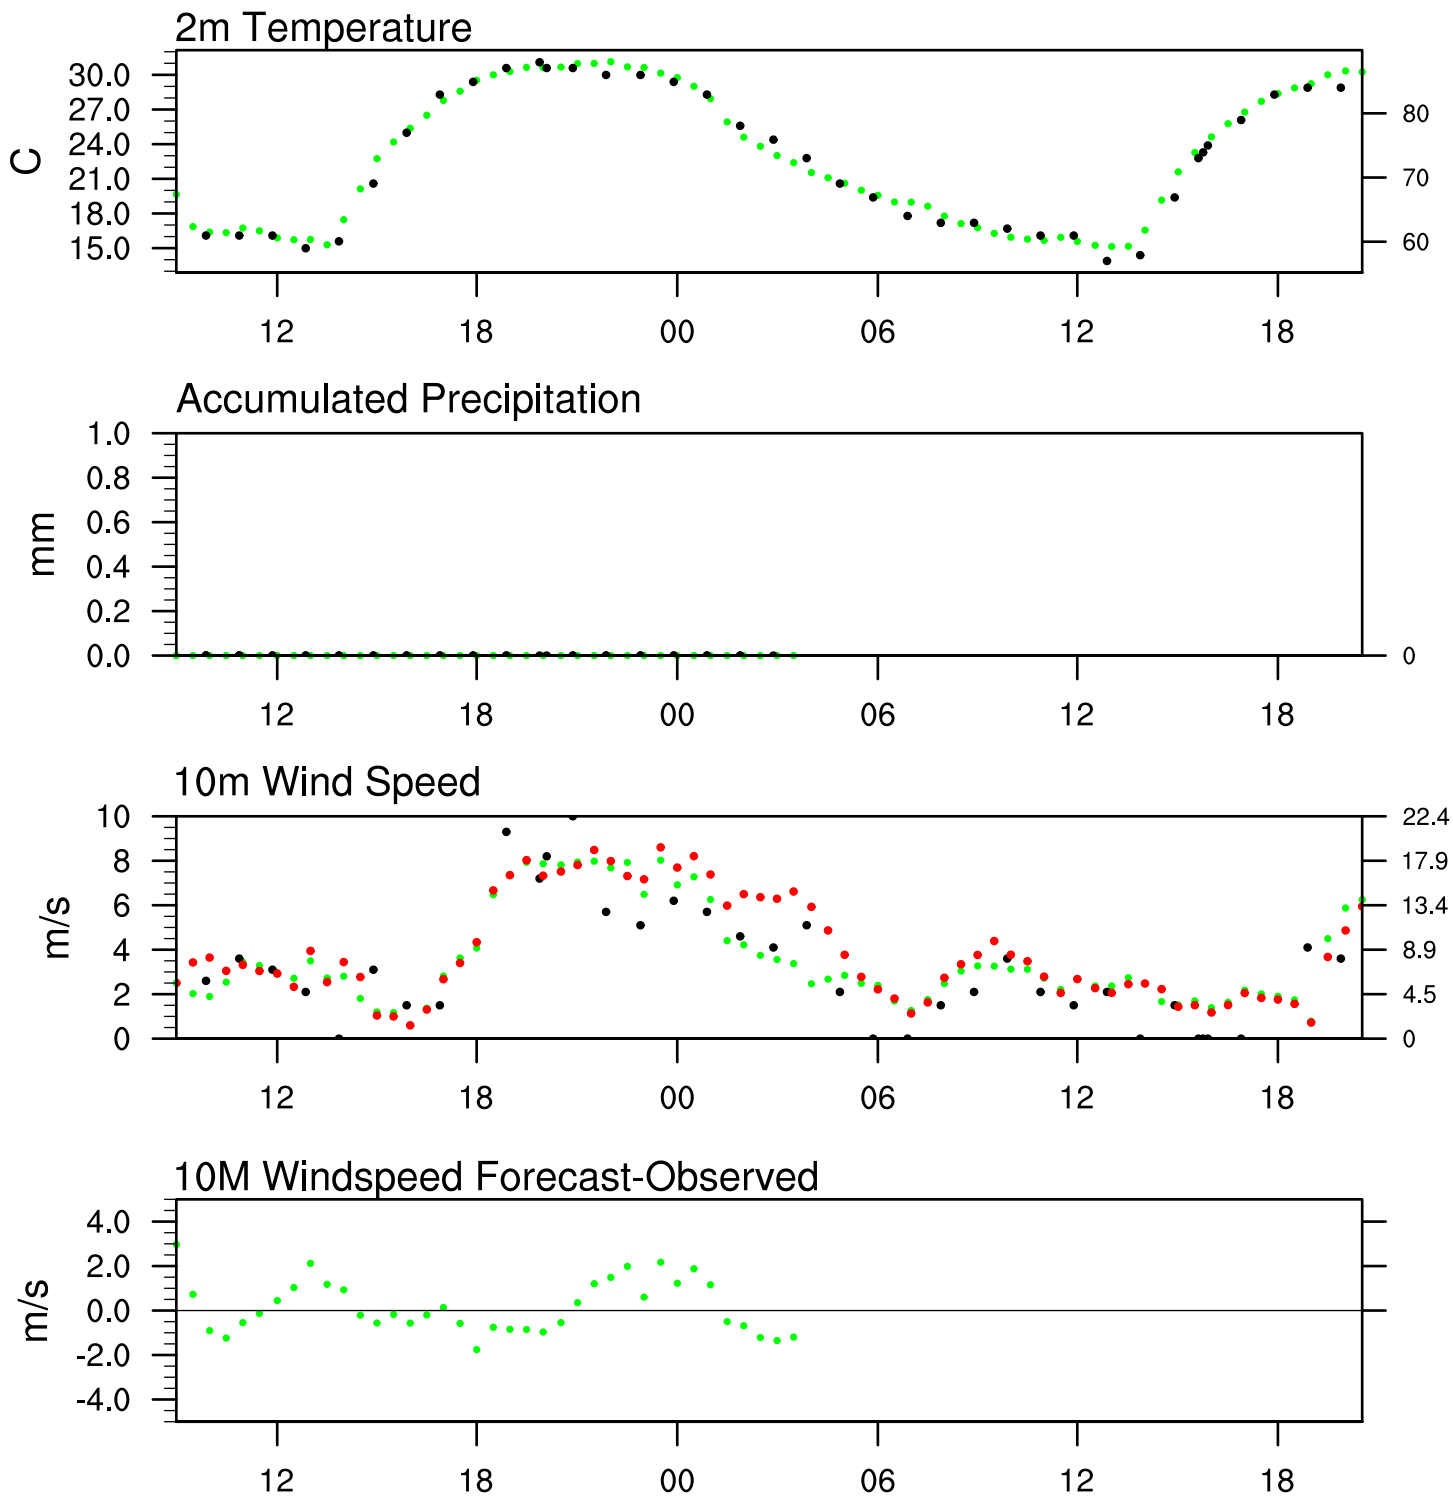 2m Temperature
30.0
27.0
24.0
21.0
18.0
15.0
C
80
70
60
12 18 00 06 12 18
Accumulated Precipitation
1.0
0.8
0.6
0.4
0.2
0.0
mm
0
12 18 00 06 12 18
10m Wind Speed
10
8
6
4
2
0
m/s
22.4
17.9
13.4
8.9
4.5
0
12 18 00 06 12 18
10M Windspeed Forecast-Observed
4.0
2.0
0.0
-2.0
-4.0
m/s
12 18 00 06 12 18